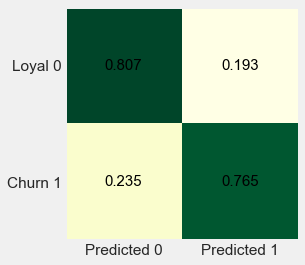 Loyal 0 0.807 0.193
Churn 1 0.235 0.765
Predicted 0 Predicted 1